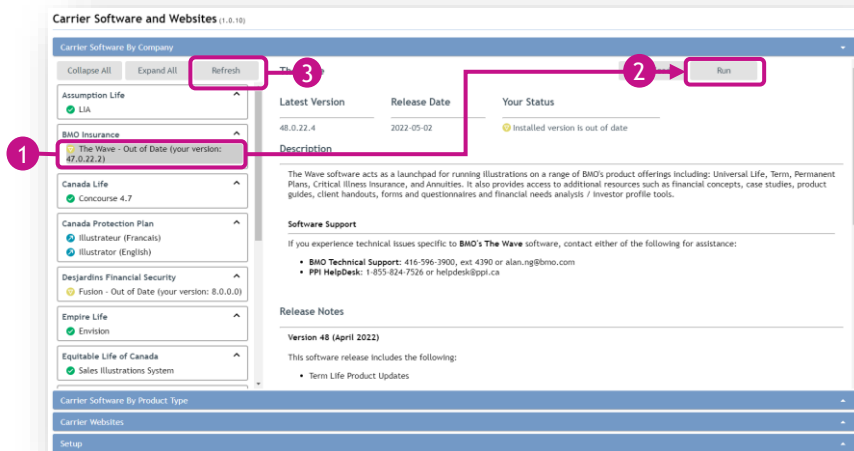 Carrier Software and Websites (1.0.10)
Carrier Software By Company
Collapse All
Expand All
Refresh
3
2
Run
Assumption Life
LIA
BMO Insurance
1
The Wave - Out of Date (your version:
47.0.22.2)
Canada Life
Concourse 4.7
Canada Protection Plan
Illustrateur (Francais)
Illustrator (English)
Desjardins Financial Security
Fusion - Out of Date (your version: 8.0.0.0)
Empire Life
Envision
Equitable Life of Canada
Sales Illustrations System
Latest Version
Release Date
Your Status
48.0.22.4
2022-05-02
Installed version is out of date
Description
The Wave software acts as a launchpad for running illustrations on a range of BMO's product offerings including: Universal Life, Term, Permanent
Plans, Critical Illness Insurance, and Annuities. It also provides access to additional resources such as financial concepts, case studies, product
guides, client handouts, forms and questionnaires and financial needs analysis / investor profile tools.
Software Support
If you experience technical issues specific to BMO's The Wave software, contact either of the following for assistance:
• BMO Technical Support: 416-596-3900, ext 4390 or alan.ng@bmo.com
• PPI HelpDesk: 1-855-824-7526 or helpdesk@ppi.ca
Release Notes
Version 48 (April 2022)
This software release includes the following:
• Term Life Product Updates
Carrier Software By Product Type
Carrier Websites
Setup